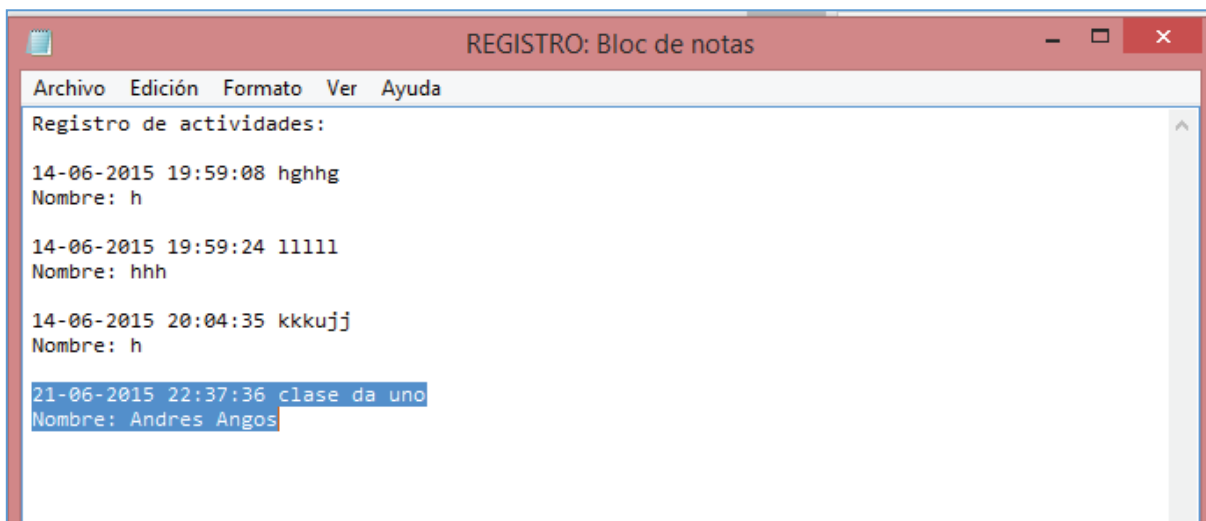 REGISTRO: Bloc de notas
Archivo Edición Formato Ver Ayuda
Registro de actividades:
14-06-2015 19:59:08 hghhg
Nombre: h
14-06-2015 19:59:24 lllll
Nombre: hhh
14-06-2015 20:04:35 kkkujj
Nombre: h
21-06-2015 22:37:36 clase da uno
Nombre: Andres Angos